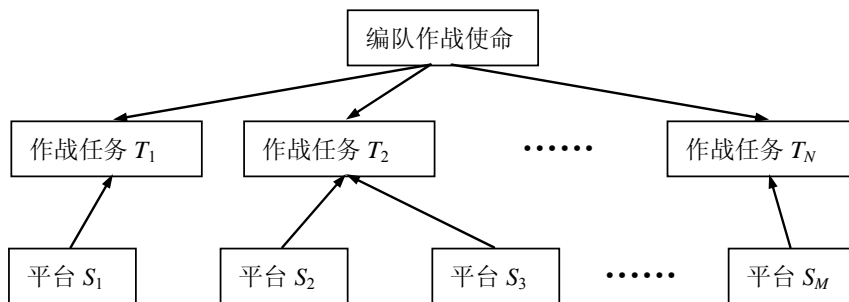 编队作战使命
作战任务 T1
作战任务 T2
……
作战任务 TN
平台 S1
平台 S2
平台 S3
……
平台 SM